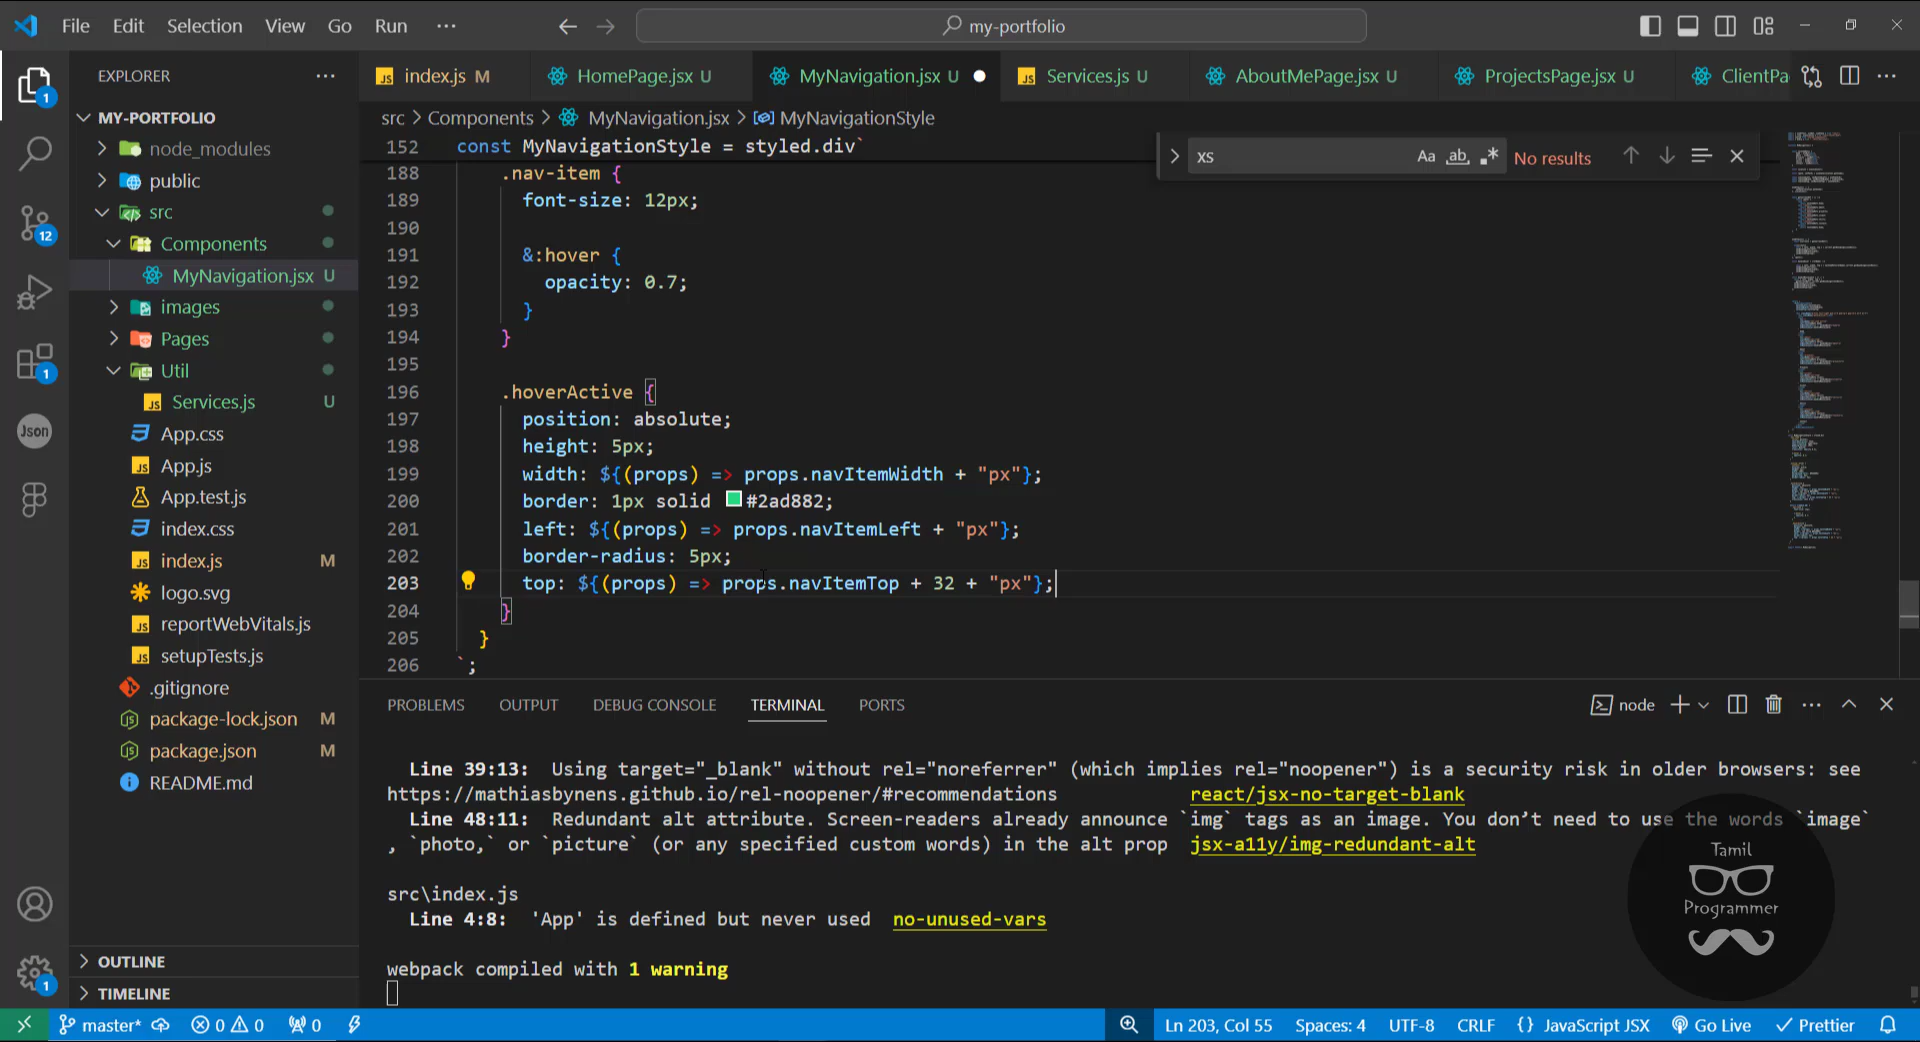 File Edit Selection View Go Run ··· my-portfolio
EXPLORER ···
index.js M HomePage.jsx U MyNavigation.jsx U Services.js U AboutMePage.jsx U ProjectsPage.jsx U ClientPa ···
MY-PORTFOLIO
node_modules
public
src
Components
MyNavigation.jsx U
images
Pages
Util
Services.js U
App.css
App.js
App.test.js
index.css
index.js M
logo.svg
reportWebVitals.js
setupTests.js
.gitignore
package-lock.json M
package.json M
README.md
OUTLINE
TIMELINE
1
12
1
Json
1
src > Components > MyNavigation.jsx > MyNavigationStyle
xs Aa ab .* No results
152 const MyNavigationStyle = styled.div`
188 .nav-item {
189 font-size: 12px;
190
191 &:hover {
192 opacity: 0.7;
193 }
194 }
195
196 .hoverActive {
197 position: absolute;
198 height: 5px;
199 width: ${(props) => props.navItemWidth + "px"};
200 border: 1px solid #2ad882;
201 left: ${(props) => props.navItemLeft + "px"};
202 border-radius: 5px;
203 top: ${(props) => props.navItemTop + 32 + "px"};
204 }
205 }
206 `;
PROBLEMS OUTPUT DEBUG CONSOLE TERMINAL PORTS node ···
Line 39:13: Using target="_blank" without rel="noreferrer" (which implies rel="noopener") is a security risk in older browsers: see
https://mathiasbynens.github.io/rel-noopener/#recommendations react/jsx-no-target-blank
Line 48:11: Redundant alt attribute. Screen-readers already announce `img` tags as an image. You don’t need to use the words `image`
, `photo,` or `picture` (or any specified custom words) in the alt prop jsx-a11y/img-redundant-alt
src\index.js
Line 4:8: 'App' is defined but never used no-unused-vars
webpack compiled with 1 warning
Tamil
Programmer
master* 0 0 0 Ln 203, Col 55 Spaces: 4 UTF-8 CRLF {} JavaScript JSX Go Live Prettier